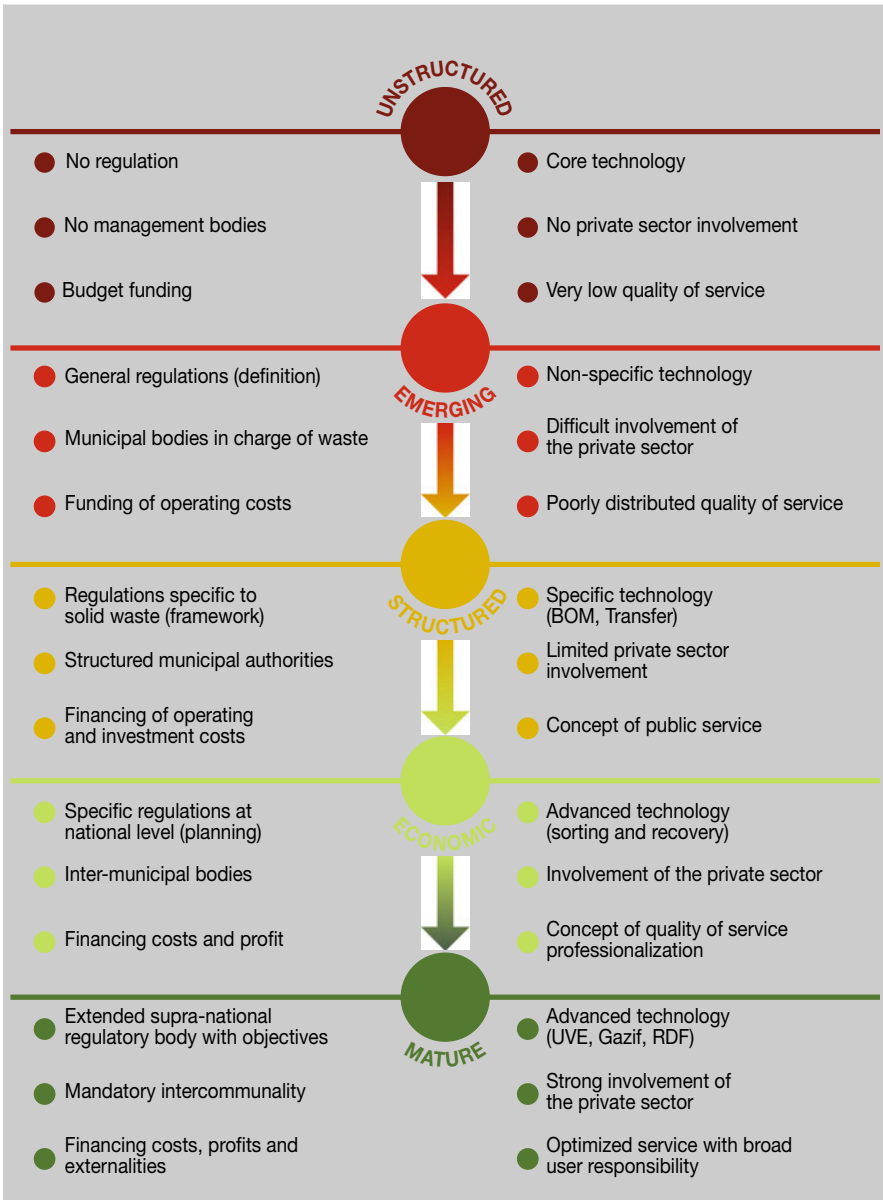 UNSTRUCTURED
No regulation
No management bodies
Budget funding
Core technology
No private sector involvement
Very low quality of service
EMERGING
General regulations (definition)
Municipal bodies in charge of waste
Funding of operating costs
Non-specific technology
Difficult involvement of
the private sector
Poorly distributed quality of service
STRUCTURED
Regulations specific to
solid waste (framework)
Structured municipal authorities
Financing of operating
and investment costs
Specific technology
(BOM, Transfer)
Limited private sector
involvement
Concept of public service
ECONOMIC
Specific regulations at
national level (planning)
Inter-municipal bodies
Financing costs and profit
Advanced technology
(sorting and recovery)
Involvement of the private sector
Concept of quality of service
professionalization
MATURE
Extended supra-national
regulatory body with objectives
Mandatory intercommunality
Financing costs, profits and
externalities
Advanced technology
(UVE, Gazif, RDF)
Strong involvement of
the private sector
Optimized service with broad
user responsibility